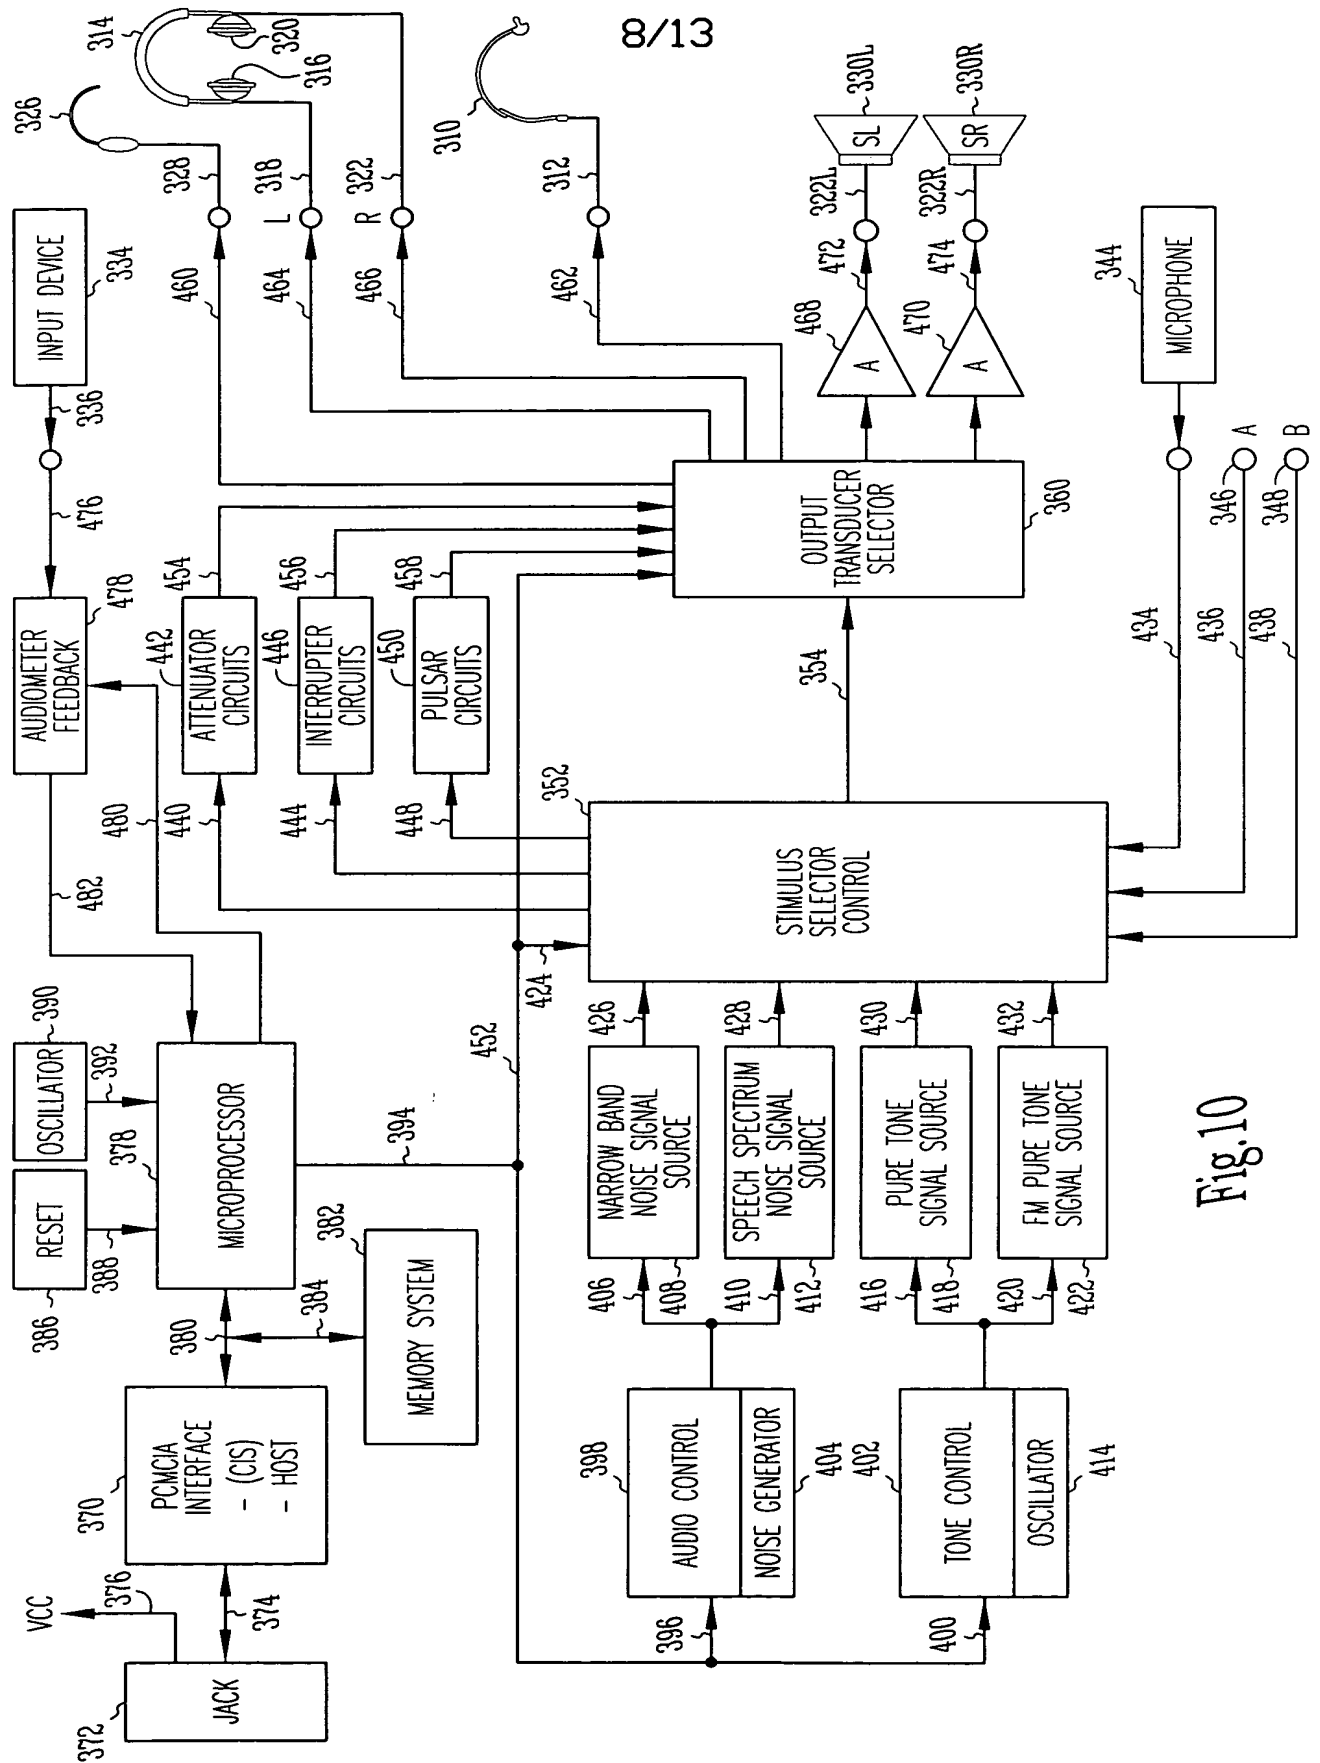 8/13
314
320
316
326
310
328
318
L
322
R
312
INPUT DEVICE
334
336
476
460
464
466
462
330L
SL
330R
SR
322L
322R
472
474
468
A
470
A
344
MICROPHONE
346
A
348
B
434
436
438
AUDIOMETER
FEEDBACK
478
480
482
454
442
ATTENUATOR
CIRCUITS
440
456
446
INTERRUPTER
CIRCUITS
444
458
450
PULSAR
CIRCUITS
448
OUTPUT
TRANSDUCER
SELECTOR
360
354
352
STIMULUS
SELECTOR
CONTROL
424
452
OSCILLATOR
390
392
RESET
386
388
378
MICROPROCESSOR
394
380
384
382
MEMORY SYSTEM
370
PCMCIA
INTERFACE
- (CIS)
- HOST
VCC
376
374
372
JACK
426
NARROW BAND
NOISE SIGNAL
SOURCE
406
408
428
SPEECH SPECTRUM
NOISE SIGNAL
SOURCE
410
412
430
PURE TONE
SIGNAL SOURCE
416
418
432
FM PURE TONE
SIGNAL SOURCE
420
422
398
AUDIO CONTROL
NOISE GENERATOR
404
396
402
TONE CONTROL
OSCILLATOR
414
400
Fig.10